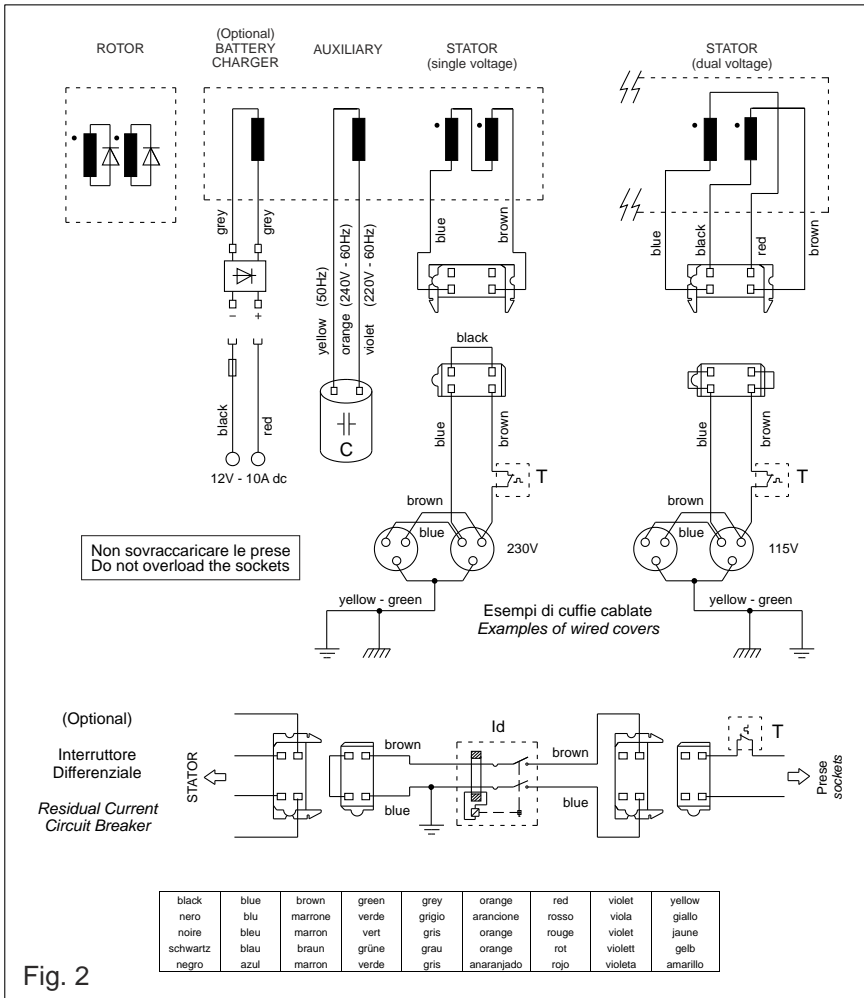 ROTOR
(Optional)
BATTERY
CHARGER
AUXILIARY
STATOR
(single voltage)
STATOR
(dual voltage)
grey
grey
yellow (50Hz)
orange (240V - 60Hz)
violet (220V - 60Hz)
blue
brown
blue
black
red
brown
– +
black
red
12V - 10A dc
C
black
blue
brown
T
brown
blue
230V
blue
brown
T
brown
blue
115V
Non sovraccaricare le prese
Do not overload the sockets
yellow - green
yellow - green
Esempi di cuffie cablate
Examples of wired covers
(Optional)
Interruttore
Differenziale
Residual Current
Circuit Breaker
STATOR
brown
blue
Id
brown
blue
T
Prese
sockets
black blue brown green grey orange red violet yellow
nero blu marrone verde grigio arancione rosso viola giallo
noire bleu marron vert gris orange rouge violet jaune
schwartz blau braun grüne grau orange rot violett gelb
negro azul marron verde gris anaranjado rojo violeta amarillo
Fig. 2